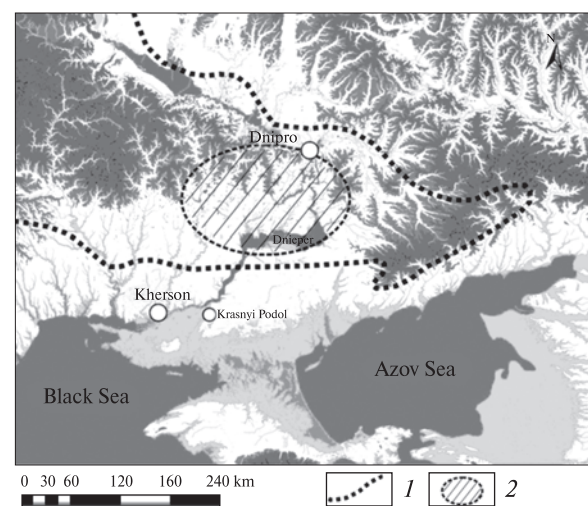 N
Dnipro
Dnieper
Kherson
Krasnyi Podol
Azov Sea
Black Sea
0 30 60 120 160 240 km
1 2